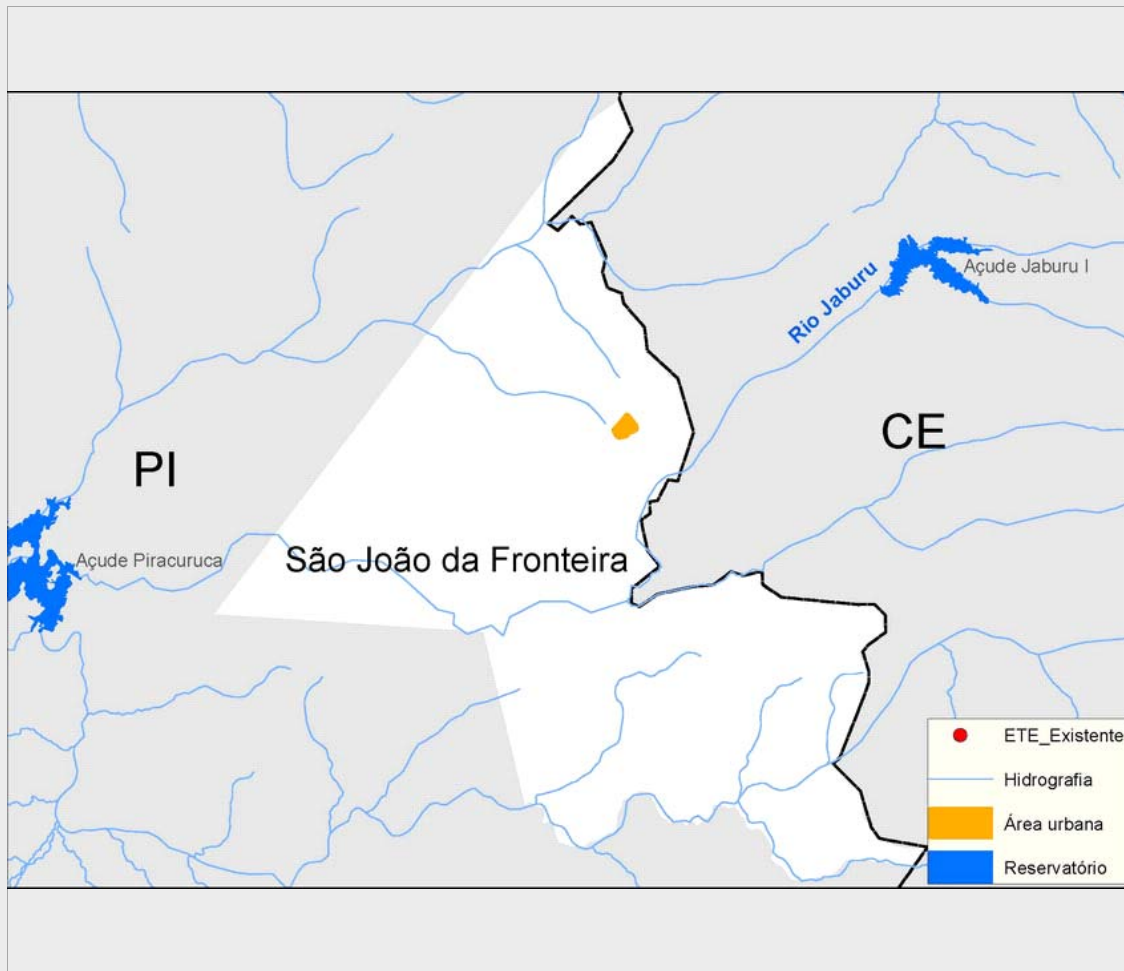 Açude Jaburu I
Rio Jaburu
CE
PI
Açude Piracuruca
São João da Fronteira
ETE_Existente
Hidrografia
Área urbana
Reservatório